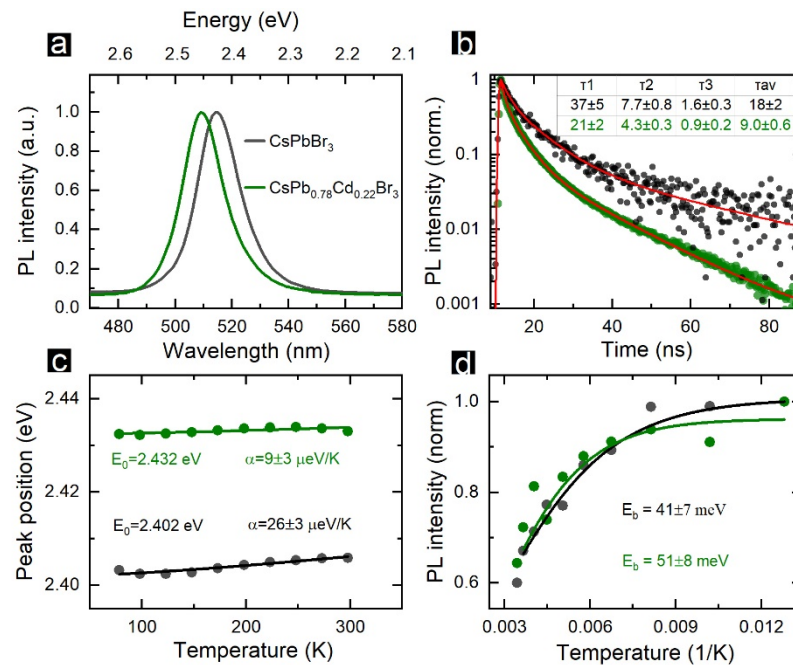 a
Energy (eV)
2.6 2.5 2.4 2.3 2.2 2.1
1.0
0.8
0.6
0.4
0.2
0.0
PL intensity (a.u.)
CsPbBr₃
CsPb₀.₇₈Cd₀.₂₂Br₃
480 500 520 540 560 580
Wavelength (nm)
b
1
0.1
0.01
0.001
PL intensity (norm.)
τ1 τ2 τ3 τav
37±5 7.7±0.8 1.6±0.3 18±2
21±2 4.3±0.3 0.9±0.2 9.0±0.6
20 40 60 80
Time (ns)
c
2.44
2.42
2.40
Peak position (eV)
E₀=2.432 eV α=9±3 μeV/K
E₀=2.402 eV α=26±3 μeV/K
100 200 300
Temperature (K)
d
1.0
0.8
0.6
PL intensity (norm)
E_b = 41±7 meV
E_b = 51±8 meV
0.003 0.006 0.009 0.012
Temperature (1/K)